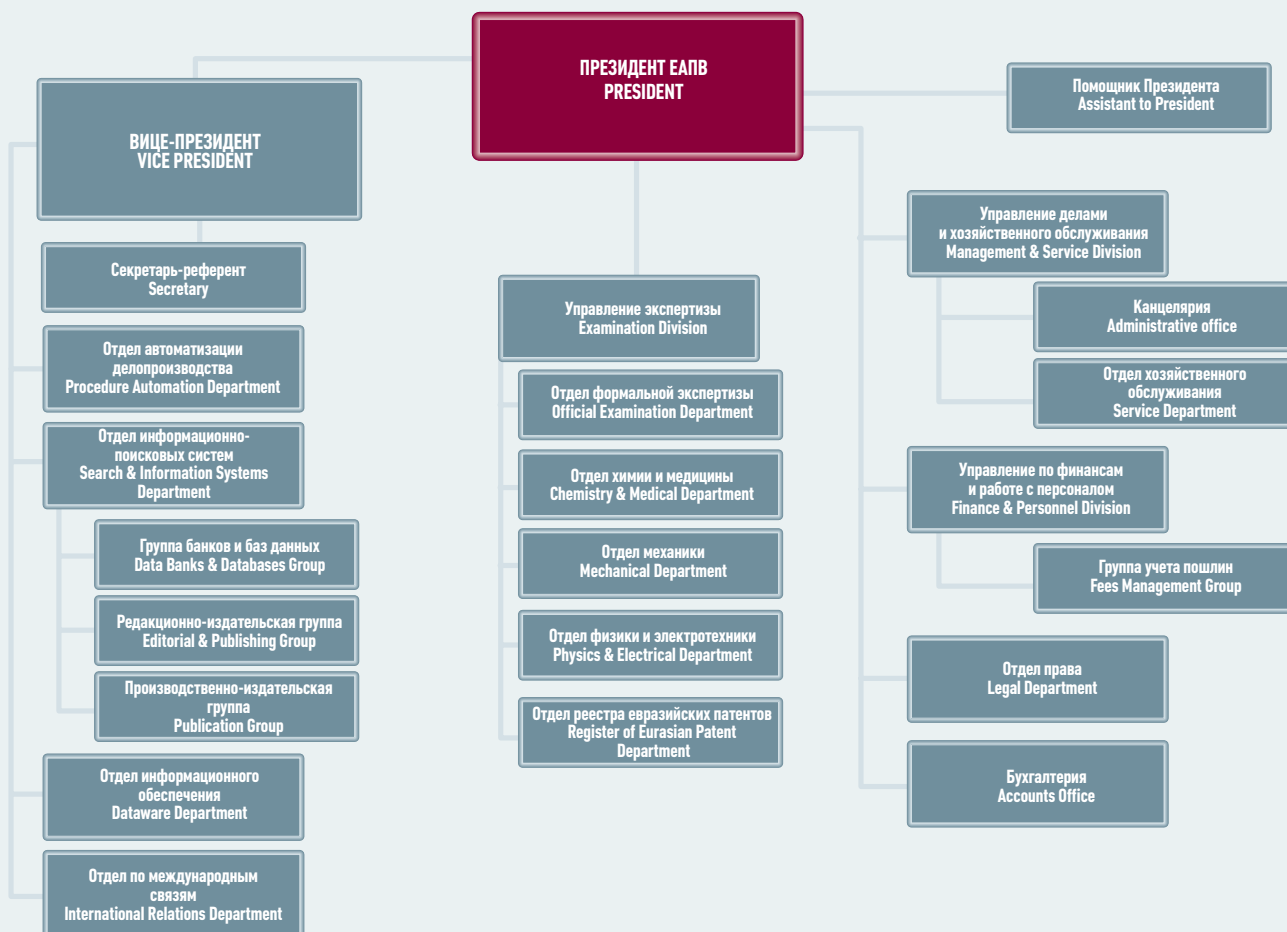 ПРЕЗИДЕНТ ЕАПВ
PRESIDENT
Помощник Президента
Assistant to President
ВИЦЕ-ПРЕЗИДЕНТ
VICE PRESIDENT
Секретарь-референт
Secretary
Отдел автоматизации
делопроизводства
Procedure Automation Department
Отдел информационно-
поисковых систем
Search & Information Systems
Department
Группа банков и баз данных
Data Banks & Databases Group
Редакционно-издательская группа
Editorial & Publishing Group
Производственно-издательская
группа
Publication Group
Отдел информационного
обеспечения
Dataware Department
Отдел по международным
связям
International Relations Department
Управление экспертизы
Examination Division
Отдел формальной экспертизы
Official Examination Department
Отдел химии и медицины
Chemistry & Medical Department
Отдел механики
Mechanical Department
Отдел физики и электротехники
Physics & Electrical Department
Отдел реестра евразийских патентов
Register of Eurasian Patent
Department
Управление делами
и хозяйственного обслуживания
Management & Service Division
Канцелярия
Administrative office
Отдел хозяйственного
обслуживания
Service Department
Управление по финансам
и работе с персоналом
Finance & Personnel Division
Группа учета пошлин
Fees Management Group
Отдел права
Legal Department
Бухгалтерия
Accounts Office